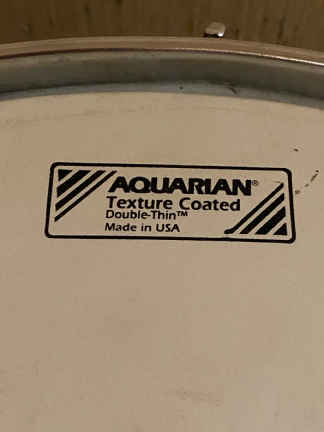 AQUARIAN®
Texture Coated
Double-Thin™
Made in USA